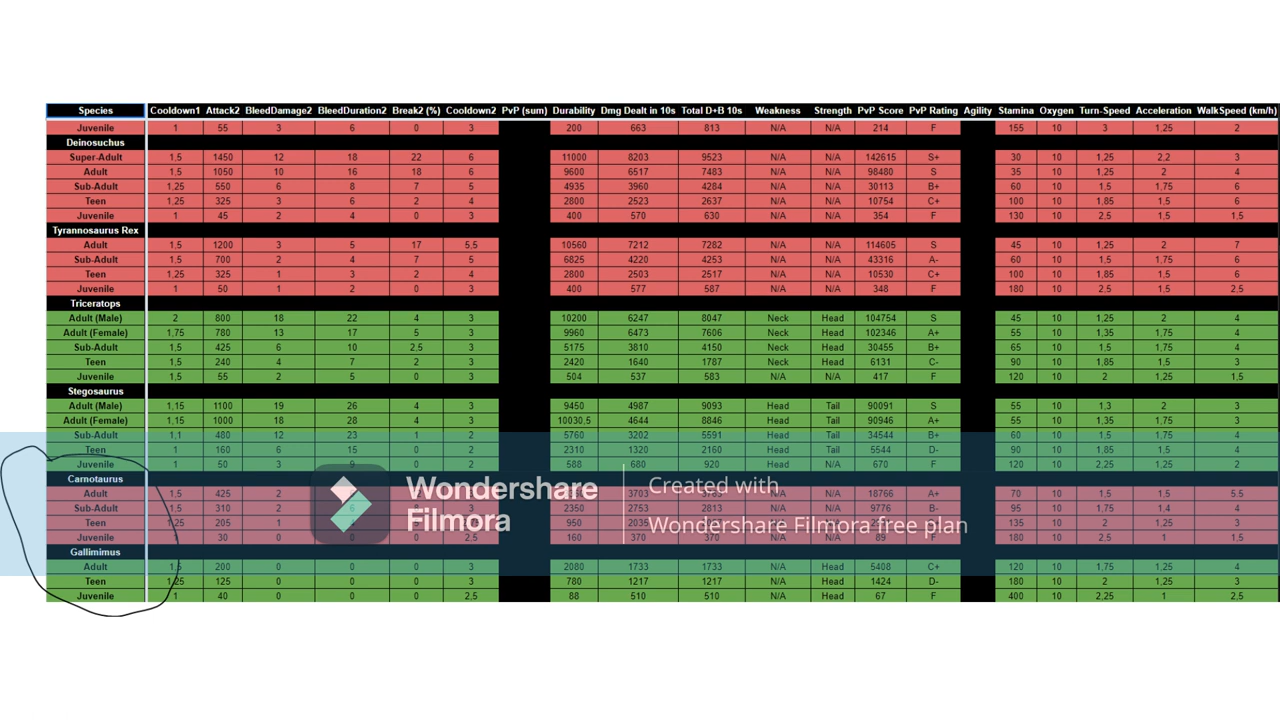 Species Cooldown1 Attack2 BleedDamage2 BleedDuration2 Break2 (%) Cooldown2 PvP (sum) Durability Dmg Dealt in 10s Total D+B 10s Weakness Strength PvP Score PvP Rating Agility Stamina Oxygen Turn-Speed Acceleration WalkSpeed (km/h)
Juvenile 1 55 3 6 0 3 200 663 813 N/A N/A 214 F 155 10 3 1,25 2
Deinosuchus
Super-Adult 1,5 1450 12 18 22 6 11000 8203 9523 N/A N/A 142615 S+ 30 10 1,25 2,2 3
Adult 1,5 1050 10 16 18 6 9600 6517 7483 N/A N/A 98480 S 35 10 1,25 2 4
Sub-Adult 1,25 550 6 8 7 5 4935 3960 4284 N/A N/A 30113 B+ 60 10 1,5 1,75 6
Teen 1,25 325 3 6 2 4 2800 2523 2637 N/A N/A 10754 C+ 100 10 1,85 1,5 6
Juvenile 1 45 2 4 0 3 400 570 630 N/A N/A 354 F 130 10 2,5 1,5 1,5
Tyrannosaurus Rex
Adult 1,5 1200 3 5 17 5,5 10560 7212 7282 N/A N/A 114605 S 45 10 1,25 2 7
Sub-Adult 1,5 700 2 4 7 5 6825 4220 4253 N/A N/A 43316 A- 60 10 1,5 1,75 6
Teen 1,25 325 1 3 2 4 2800 2503 2517 N/A N/A 10530 C+ 100 10 1,85 1,5 6
Juvenile 1 50 1 2 0 3 400 577 587 N/A N/A 348 F 180 10 2,5 1,5 2,5
Triceratops
Adult (Male) 2 800 18 22 4 3 10200 6247 8047 Neck Head 104754 S 45 10 1,25 2 4
Adult (Female) 1,75 780 13 17 5 3 9960 6473 7606 Neck Head 102346 A+ 55 10 1,35 1,75 4
Sub-Adult 1,5 425 6 10 2,5 3 5175 3810 4150 Neck Head 30455 B+ 65 10 1,5 1,75 4
Teen 1,5 240 4 7 2 3 2420 1640 1787 Neck Head 6131 C- 90 10 1,85 1,5 3
Juvenile 1,5 55 2 5 0 3 504 537 583 N/A N/A 417 F 120 10 2 1,25 1,5
Stegosaurus
Adult (Male) 1,15 1100 19 26 4 3 9450 4987 9093 Head Tail 90091 S 55 10 1,3 2 3
Adult (Female) 1,15 1000 18 28 4 3 10030,5 4644 8846 Head Tail 90946 A+ 55 10 1,35 1,75 3
Sub-Adult 1,1 480 12 23 1 2 5760 3202 5591 Head Tail 34544 B+ 60 10 1,5 1,75 4
Teen 1 160 6 15 0 2 2310 1320 2160 Head Tail 5544 D- 90 10 1,85 1,5 4
Juvenile 1 50 3 9 0 2 588 680 920 Head N/A 670 F 120 10 2,25 1,25 2
Carnotaurus
Adult 1,5 425 2 3703 N/A N/A 18766 A+ 70 10 1,5 1,5 5.5
Sub-Adult 1,5 310 2 6 2350 2753 2813 N/A N/A 9776 B- 95 10 1,75 1.4 4
Teen 1,25 205 1 950 N/A N/A 135 10 2 1,25 3
Juvenile 1 30 0 0 0 2,5 160 370 370 N/A N/A 89 F 180 10 2,5 1 1,5
Wondershare
Filmora
Created with
Wondershare Filmora free plan
Gallimimus
Adult 1,5 200 0 0 0 3 2080 1733 1733 N/A Head 5408 C+ 120 10 1,75 1,25 4
Teen 1,25 125 0 0 0 3 780 1217 1217 N/A Head 1424 D- 180 10 2 1,25 3
Juvenile 1 40 0 0 0 2,5 88 510 510 N/A Head 67 F 400 10 2,25 1 2,5